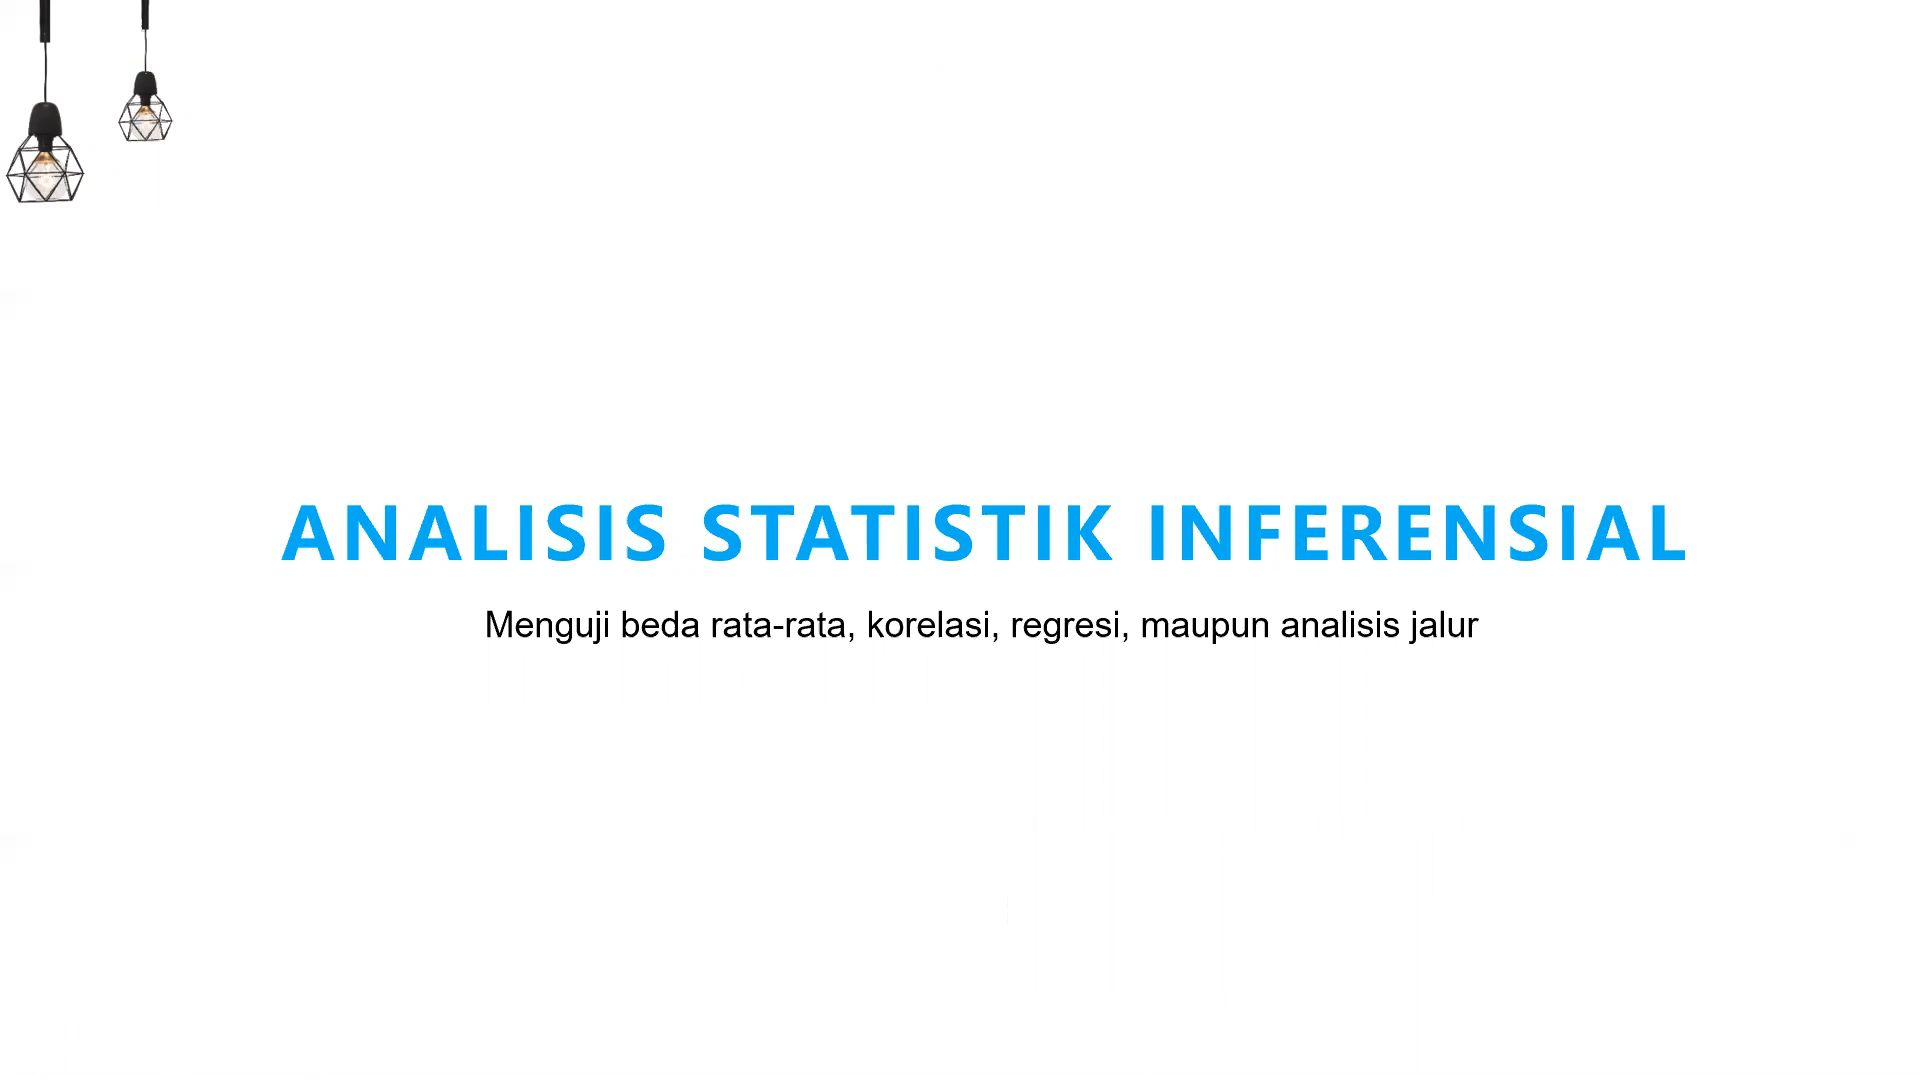 ANALISIS STATISTIK INFERENSIAL
Menguji beda rata-rata, korelasi, regresi, maupun analisis jalur